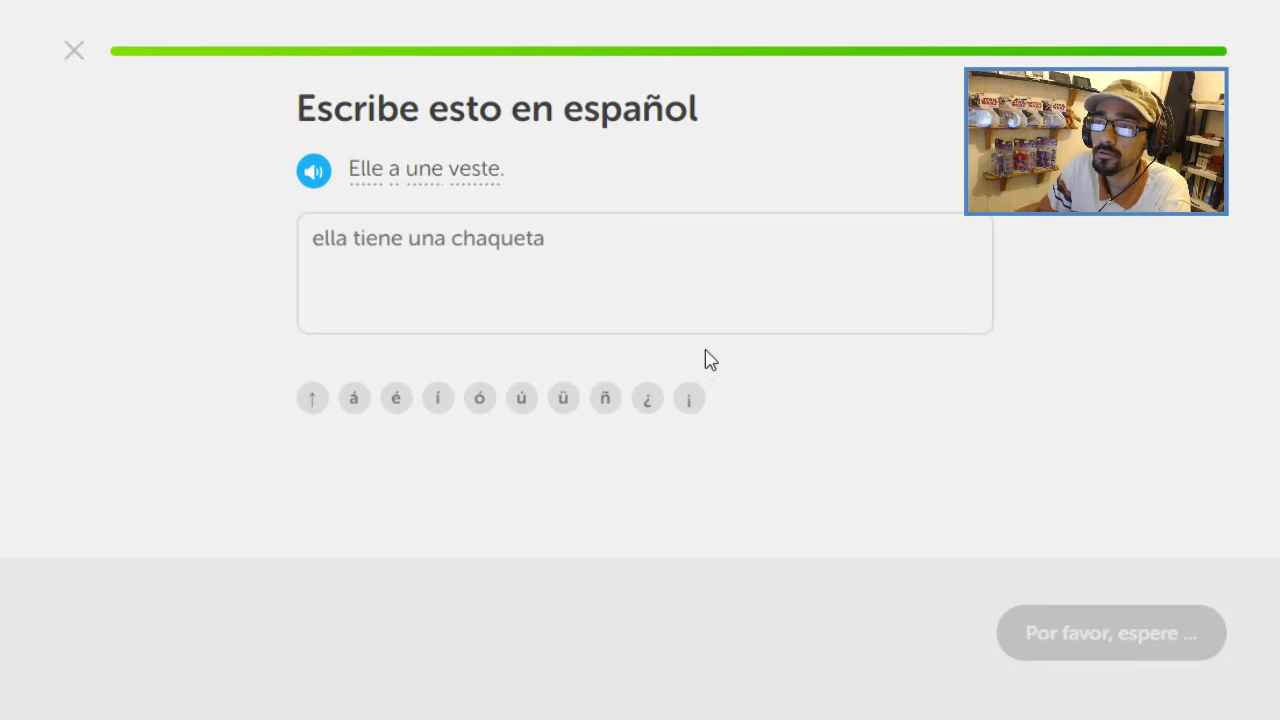 Escribe esto en español
Elle a une veste.
ella tiene una chaqueta
↑ á é í ó ú ü ñ ¿ ¡
Por favor, espere ...